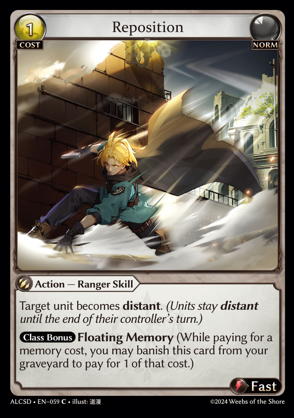 1
Reposition
COST
NORM
Action — Ranger Skill
Target unit becomes distant. (Units stay distant
until the end of their controller's turn.)
Class Bonus Floating Memory (While paying for
a memory cost, you may banish this card from
your graveyard to pay for 1 of that cost.)
Fast
ALCSD • EN-059 C • illust: 道漫
©2024 Weebs of the Shore